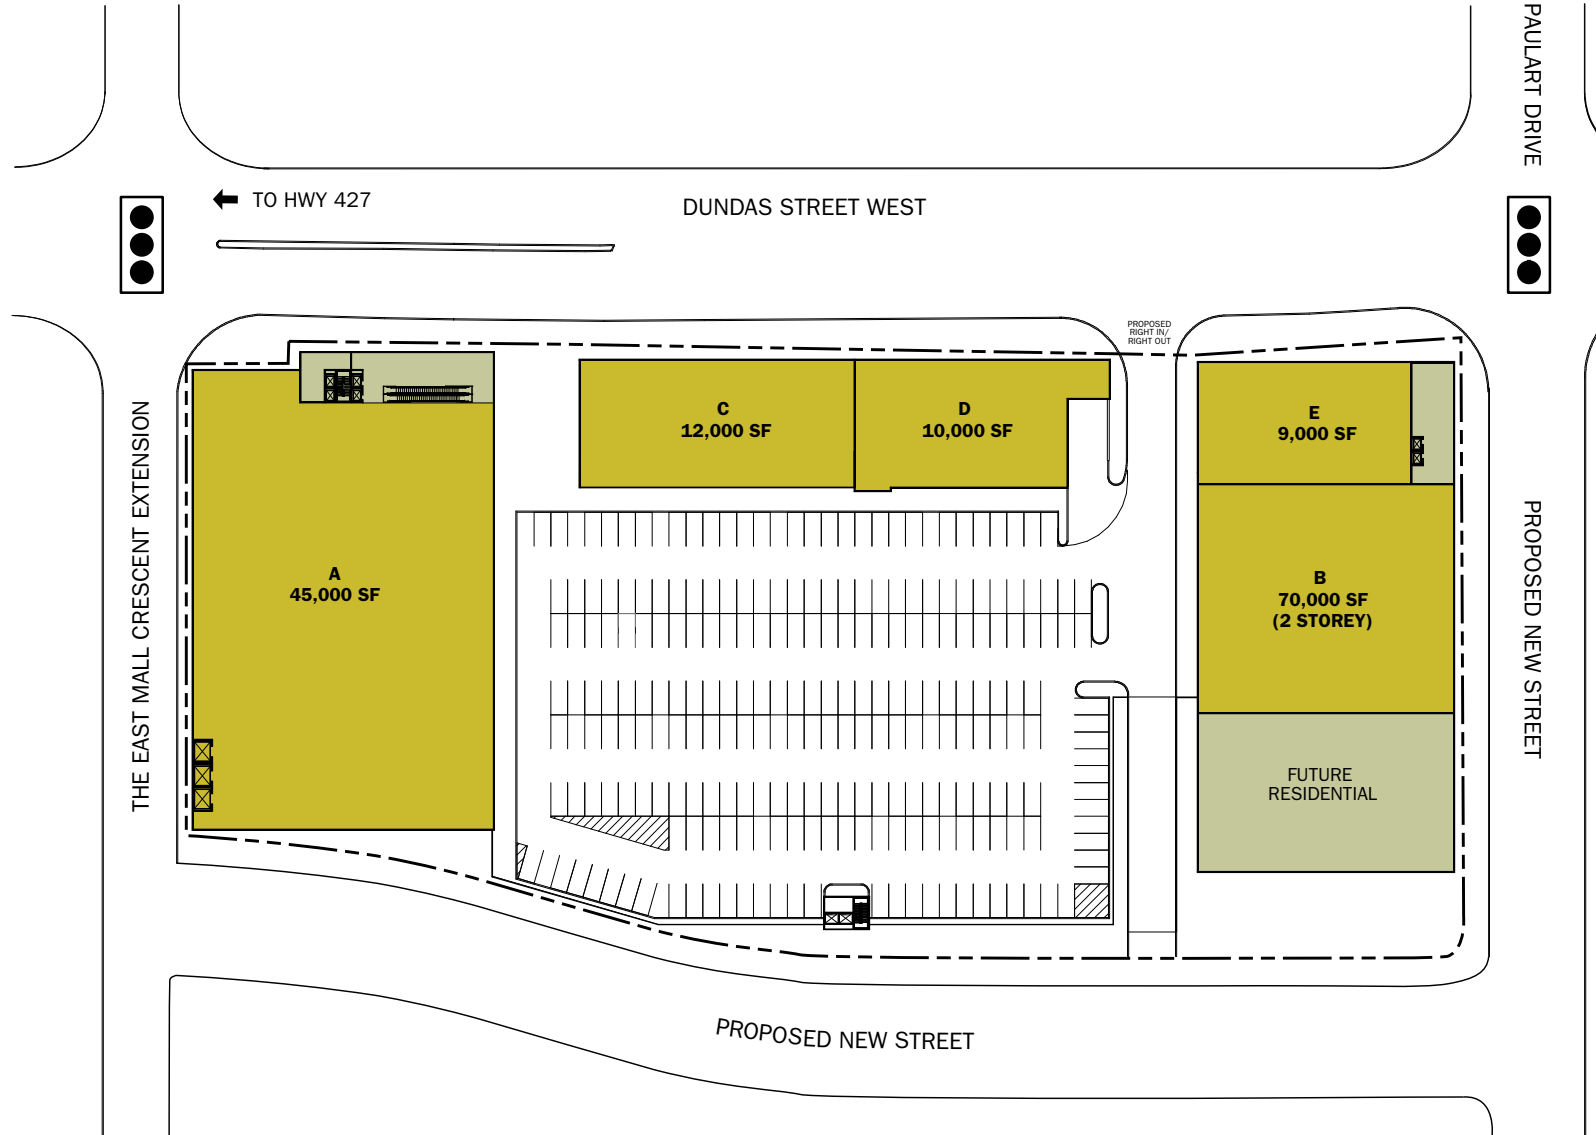 PAULART DRIVE
TO HWY 427
DUNDAS STREET WEST
PROPOSED
RIGHT IN/
RIGHT OUT
THE EAST MALL CRESCENT EXTENSION
C
12,000 SF
D
10,000 SF
E
9,000 SF
A
45,000 SF
B
70,000 SF
(2 STOREY)
PROPOSED NEW STREET
FUTURE
RESIDENTIAL
PROPOSED NEW STREET